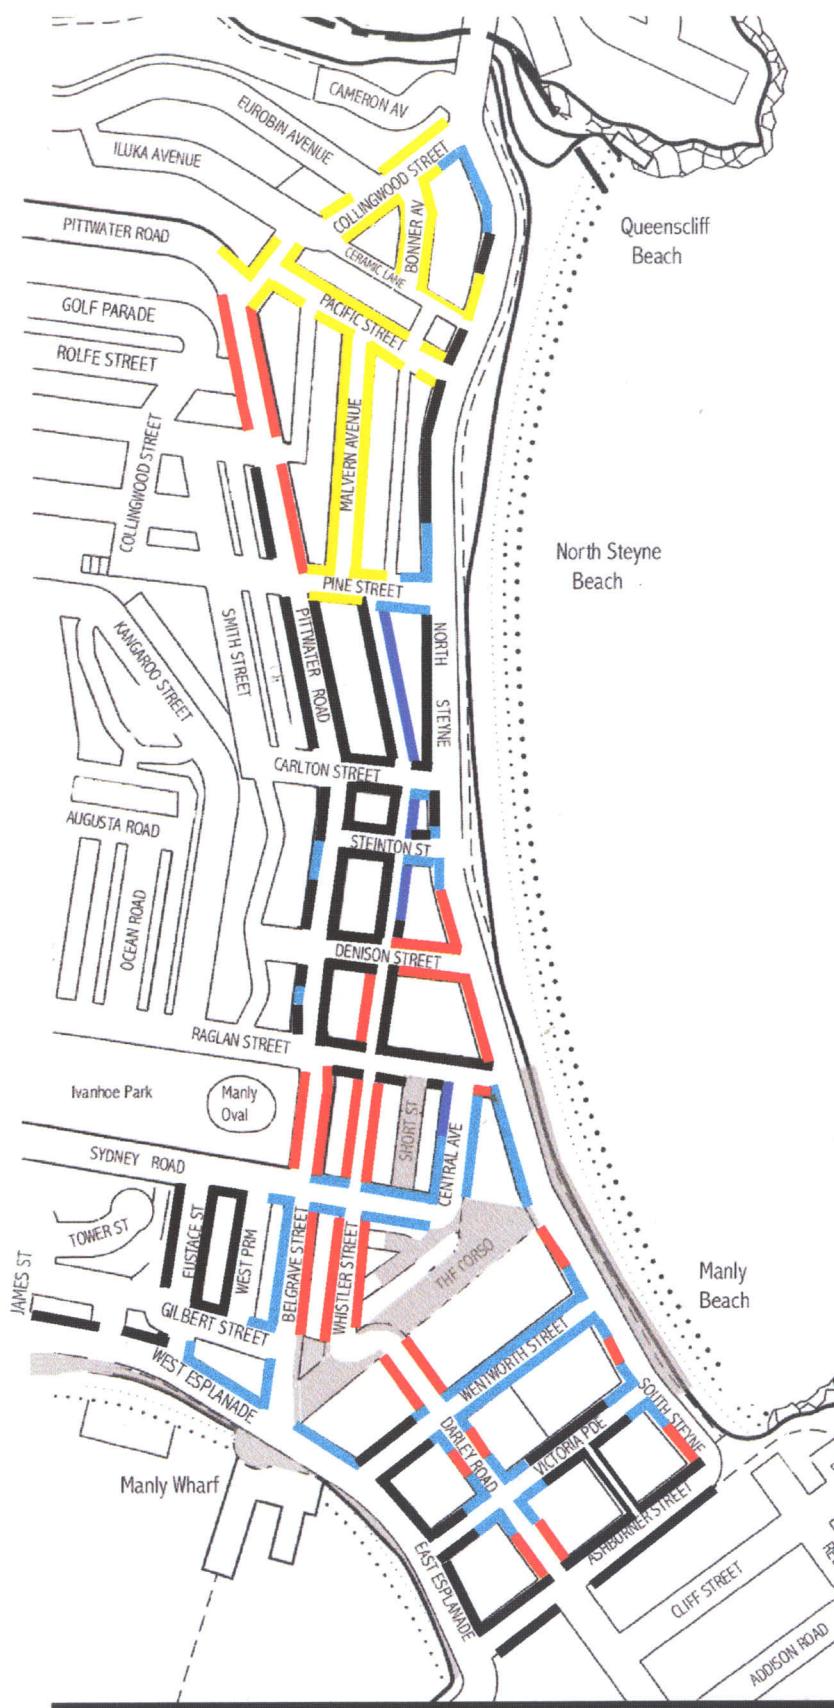 CAMERON AV
EUROBIN AVENUE
ILUKA AVENUE
COLLINGWOOD STREET
BONNER AV
PITTWATER ROAD
CERAMIC LANE
Queenscliff
Beach
GOLF PARADE
PACIFIC STREET
ROLFE STREET
COLLINGWOOD STREET
MALVERN AVENUE
North Steyne
Beach
PINE STREET
KANGAROO STREET
SMITH STREET
PITTWATER ROAD
NORTH STEYNE
CARLTON STREET
AUGUSTA ROAD
STEINTON ST
OCEAN ROAD
DENISON STREET
RAGLAN STREET
Ivanhoe Park
Manly
Oval
SHORT ST
CENTRAL AVE
SYDNEY ROAD
TOWER ST
EUSTACE ST
WEST PRM
BELGRAVE STREET
WHISTLER STREET
THE CORSO
JAMES ST
GILBERT STREET
Manly
Beach
WEST ESPLANADE
WENTWORTH STREET
SOUTH STEYNE
DARLEY ROAD
VICTORIA PDE
Manly Wharf
ASHBURNER STREET
EAST ESPLANADE
CLIFF STREET
ADDISON ROAD